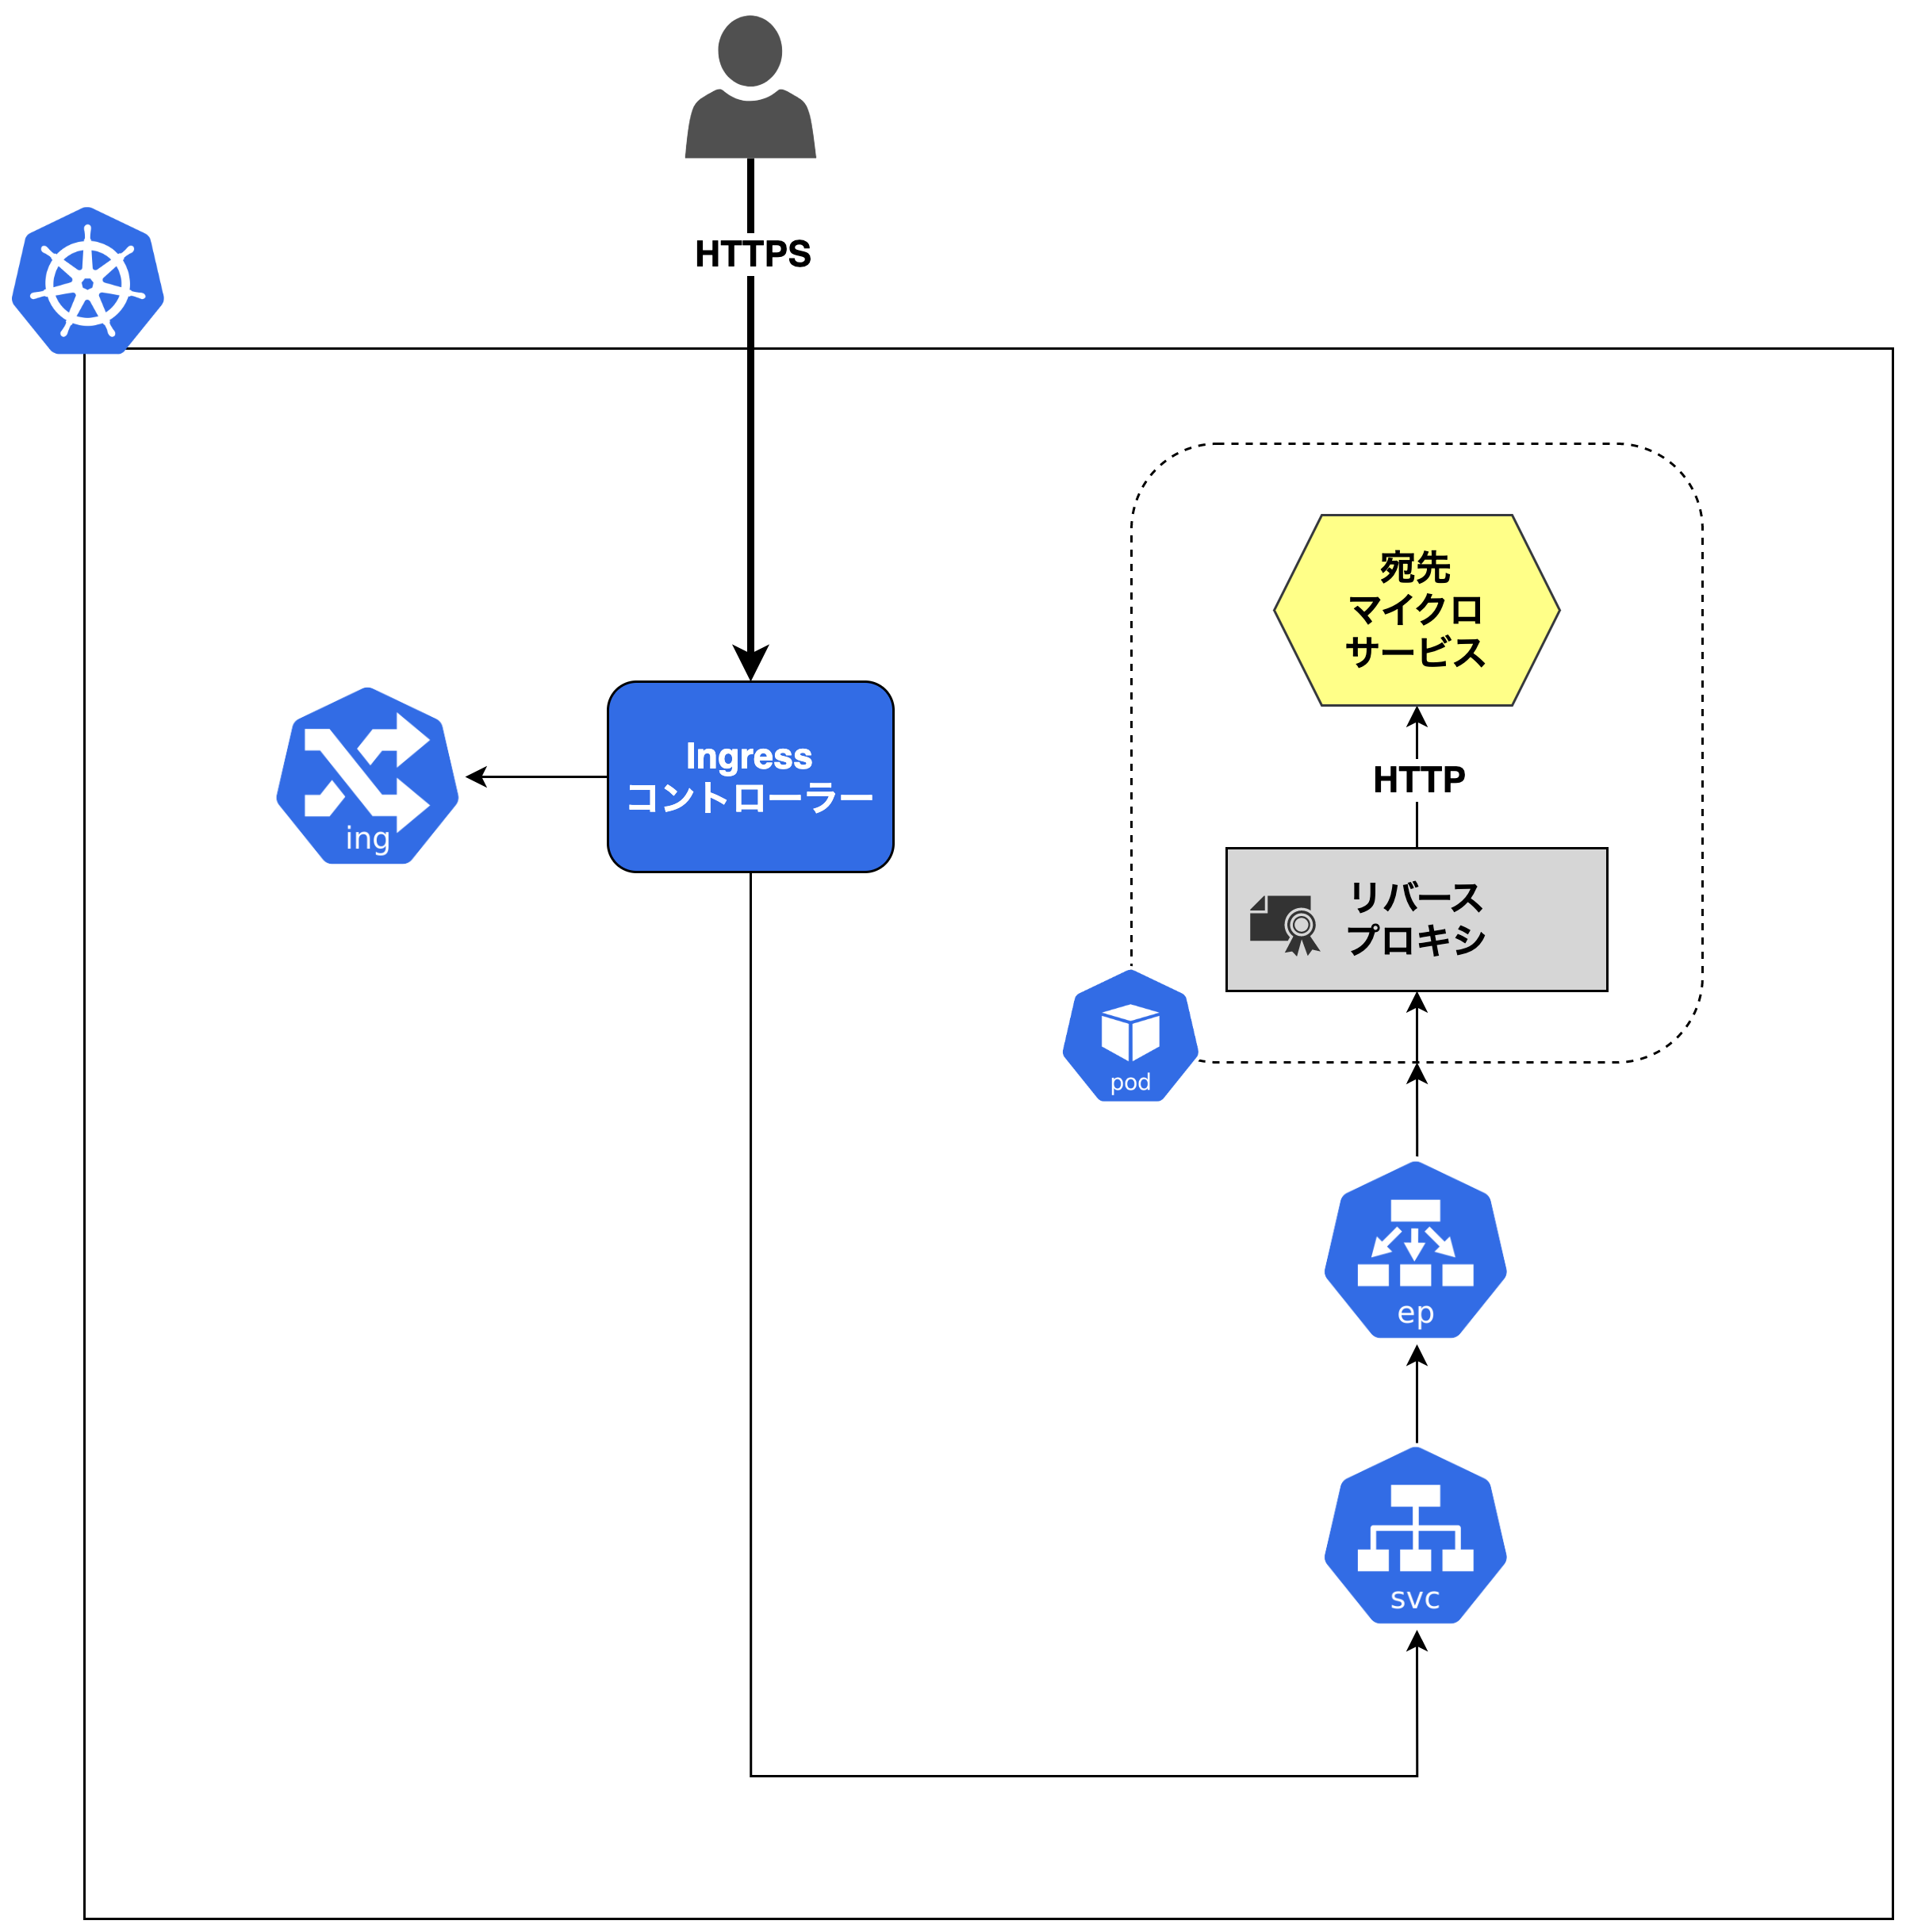 HTTPS
宛先
マイクロ
サービス
Ingress
コントローラー
ing
HTTP
リバース
プロキシ
pod
ep
svc